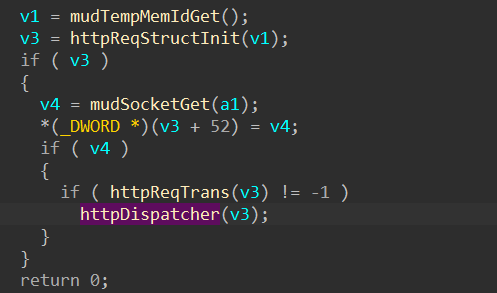 v1 = mudTempMemIdGet();
v3 = httpReqStructInit(v1);
if ( v3 )
{
v4 = mudSocketGet(a1);
*(_DWORD *)(v3 + 52) = v4;
if ( v4 )
{
if ( httpReqTrans(v3) != -1 )
httpDispatcher(v3);
}
}
return 0;